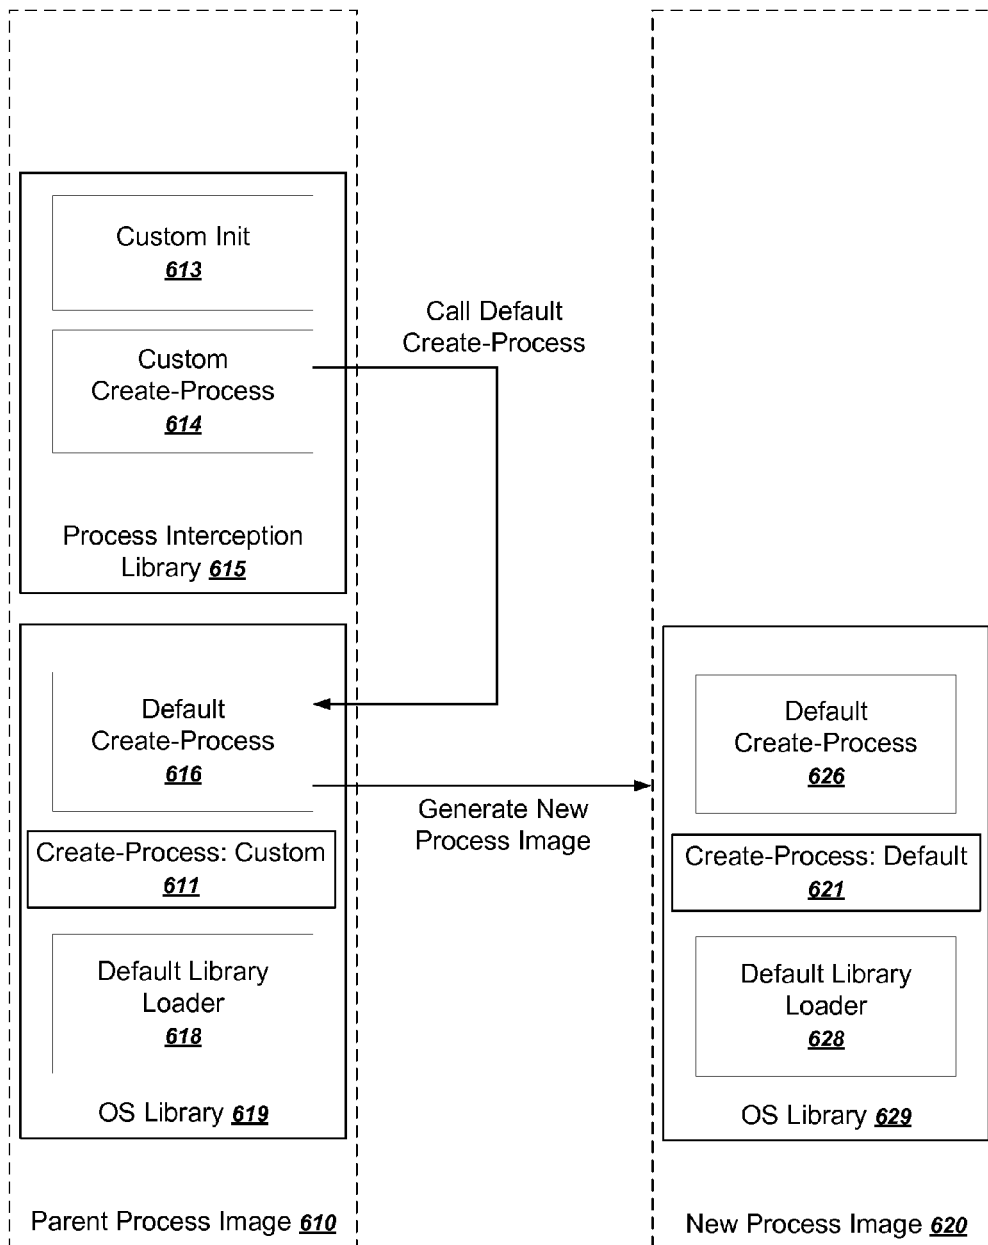 Custom Init
613
Call Default
Create-Process
Custom
Create-Process
614
Process Interception
Library 615
Default
Create-Process
616
Default
Create-Process
626
Generate New
Process Image
Create-Process: Custom
611
Create-Process: Default
621
Default Library
Loader
618
Default Library
Loader
628
OS Library 619
OS Library 629
Parent Process Image 610
New Process Image 620